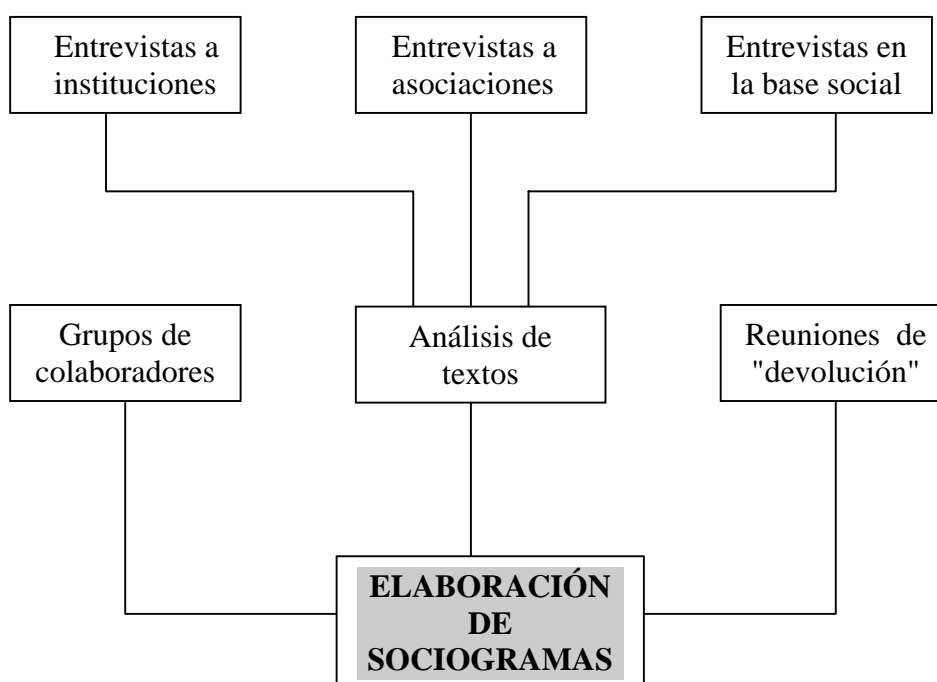 Entrevistas a
instituciones
Entrevistas a
asociaciones
Entrevistas en
la base social
Grupos de
colaboradores
Análisis de
textos
Reuniones de
"devolución"
ELABORACIÓN
DE
SOCIOGRAMAS